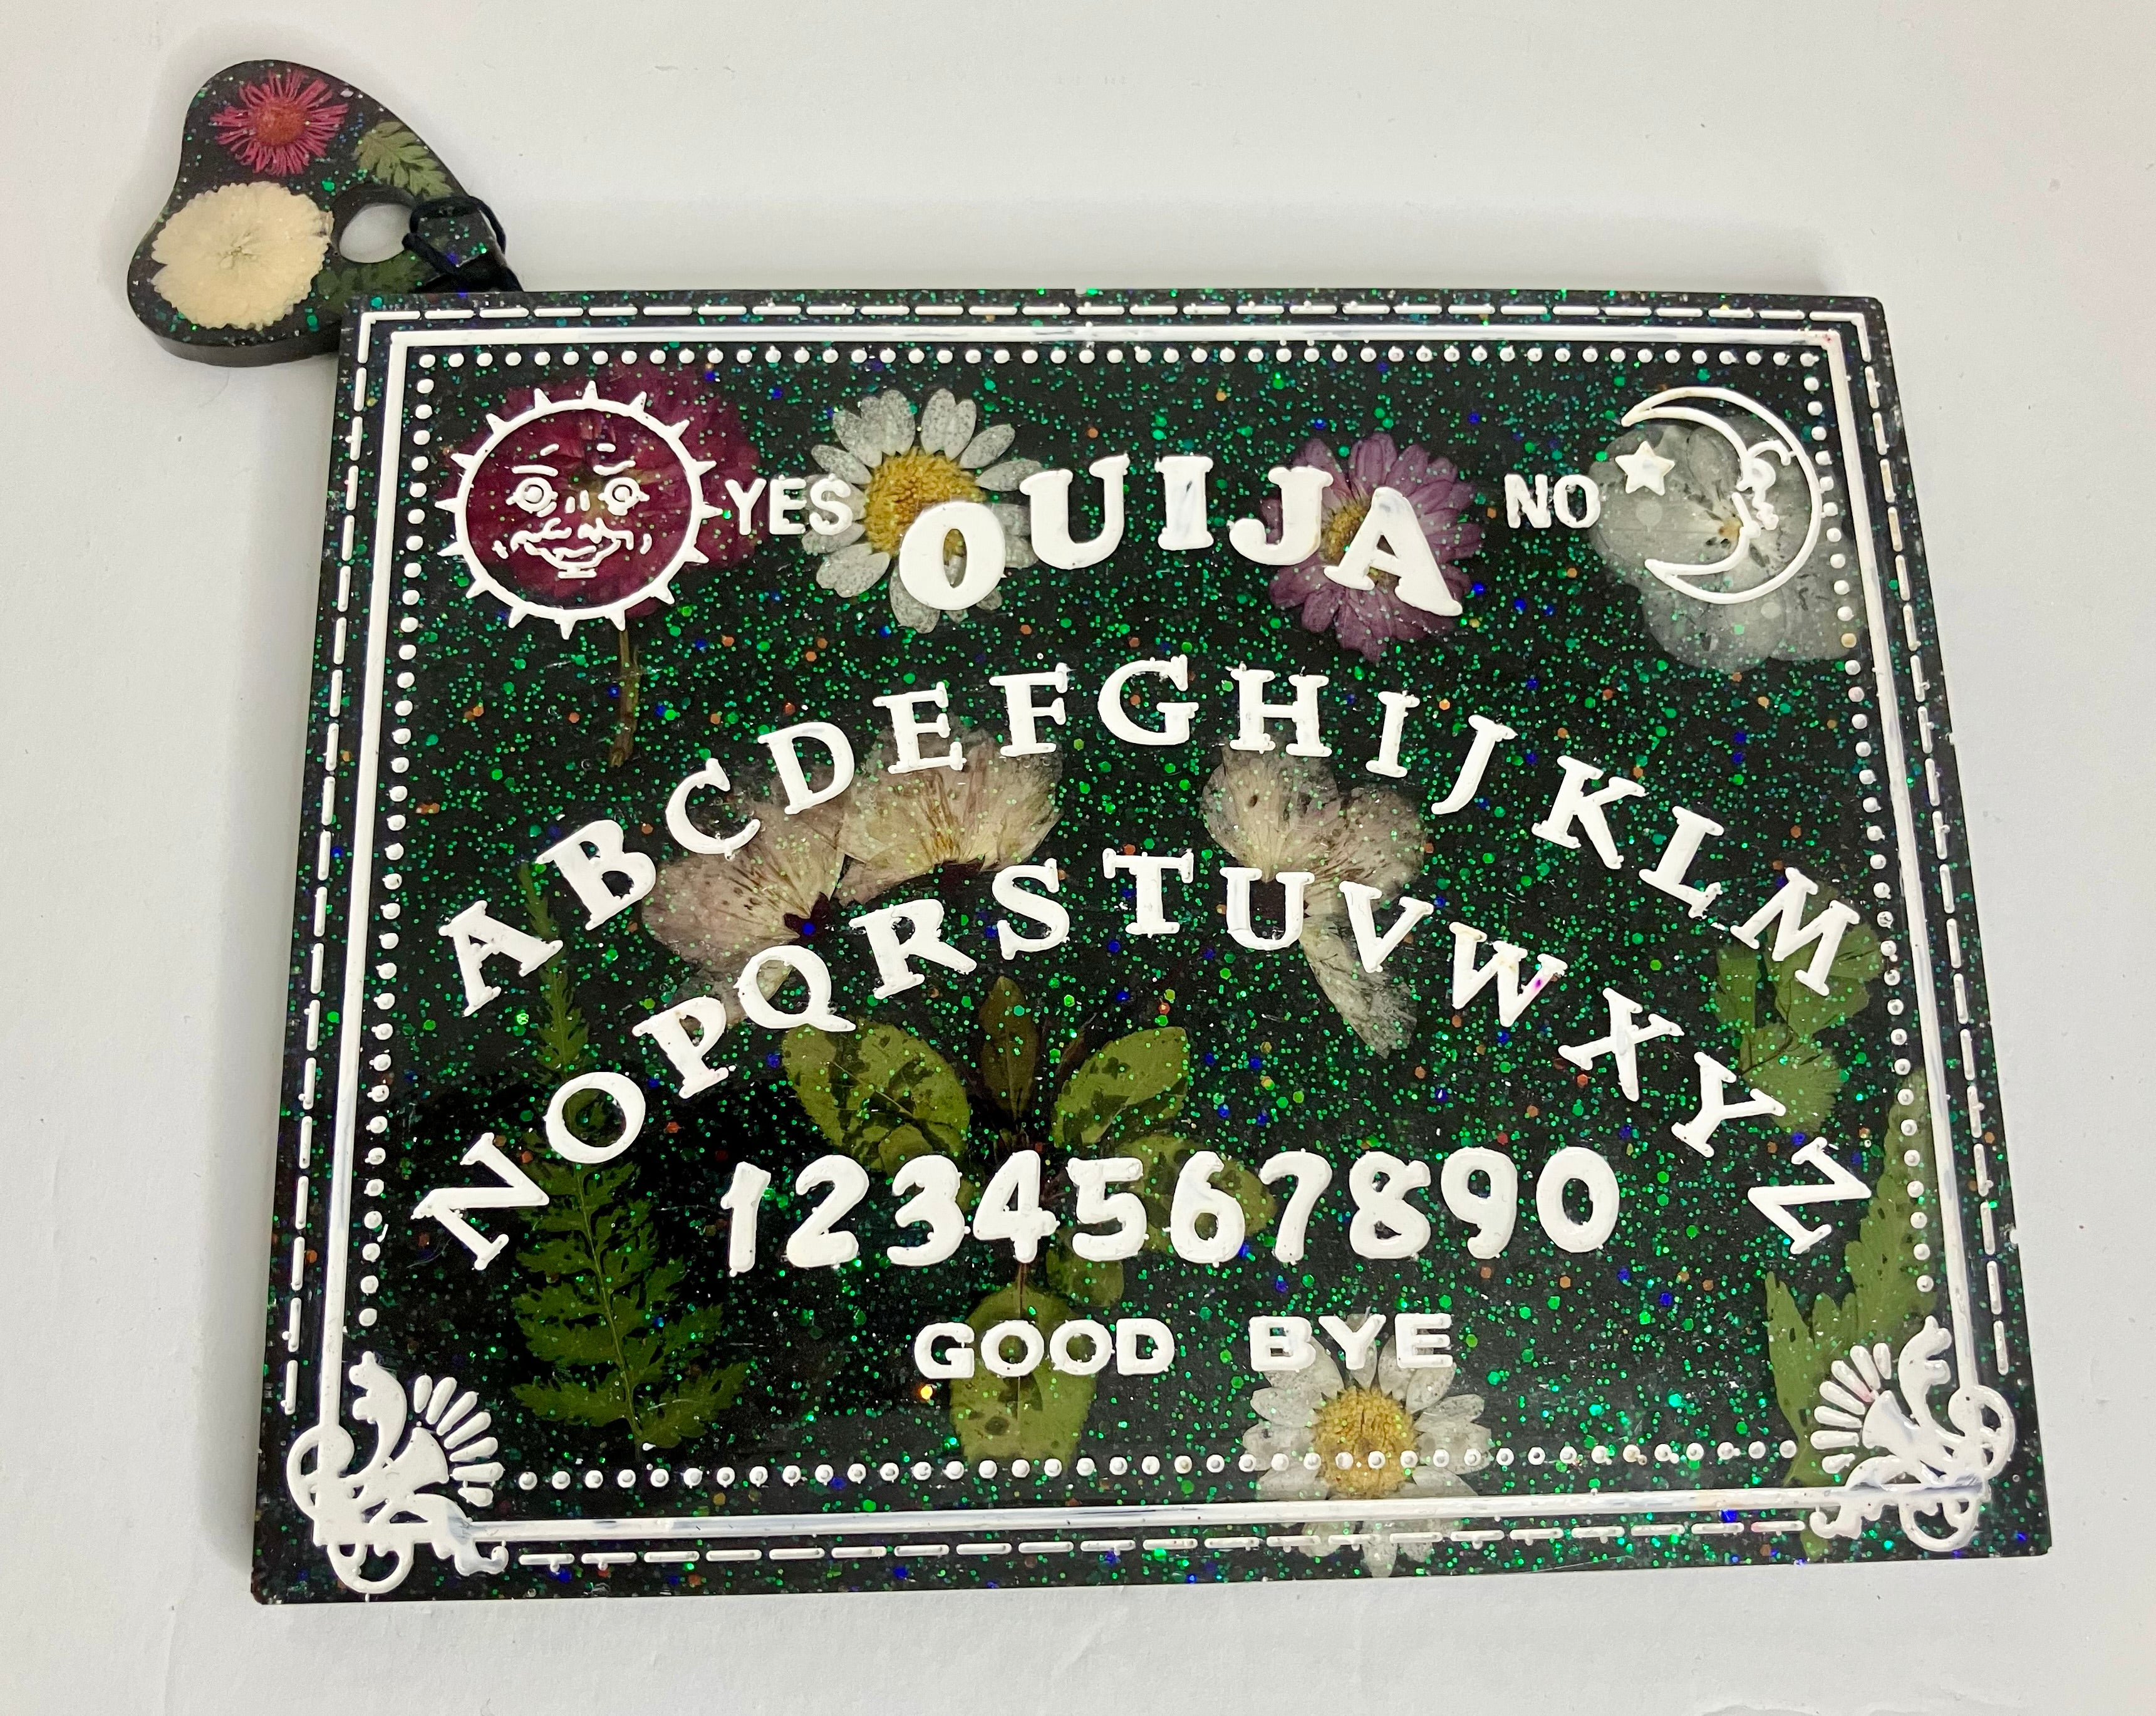 YES OUIJA NO
ABCDEFGHIJKLM
NOPQRSTUVWXYZ
1234567890
GOOD BYE